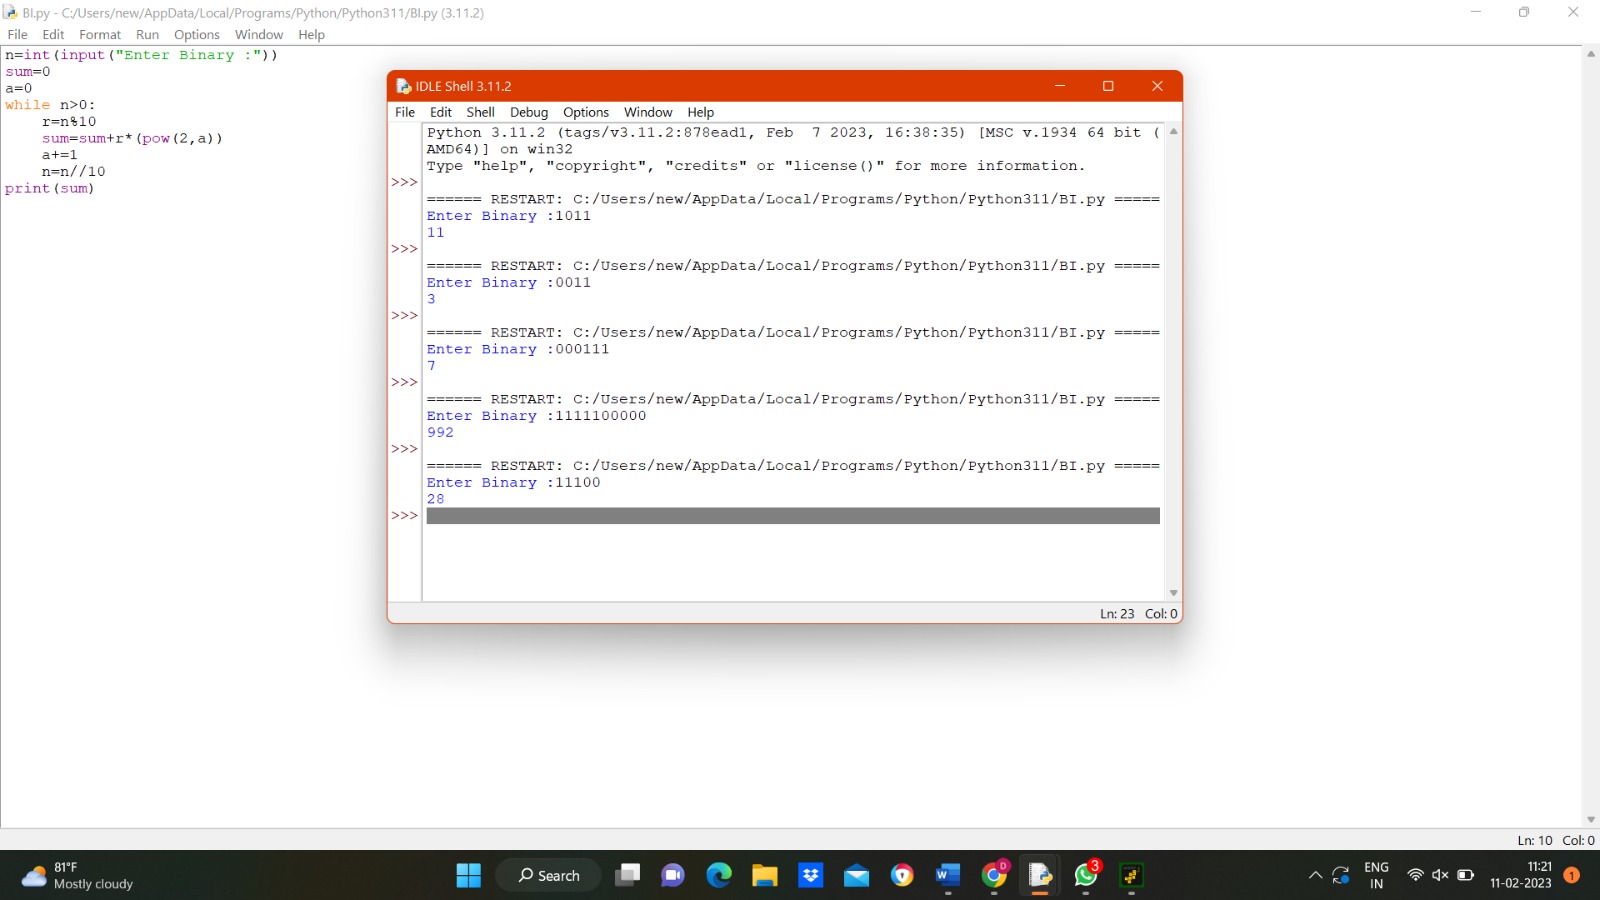 BI.py - C:/Users/new/AppData/Local/Programs/Python/Python311/BI.py (3.11.2)
File Edit Format Run Options Window Help
n=int(input("Enter Binary :"))
sum=0
a=0
while n>0:
    r=n%10
    sum=sum+r*(pow(2,a))
    a+=1
    n=n//10
print(sum)
IDLE Shell 3.11.2
File Edit Shell Debug Options Window Help
Python 3.11.2 (tags/v3.11.2:878ead1, Feb  7 2023, 16:38:35) [MSC v.1934 64 bit (
AMD64)] on win32
Type "help", "copyright", "credits" or "license()" for more information.
>>>
====== RESTART: C:/Users/new/AppData/Local/Programs/Python/Python311/BI.py =====
Enter Binary :1011
11
>>>
====== RESTART: C:/Users/new/AppData/Local/Programs/Python/Python311/BI.py =====
Enter Binary :0011
3
>>>
====== RESTART: C:/Users/new/AppData/Local/Programs/Python/Python311/BI.py =====
Enter Binary :000111
7
>>>
====== RESTART: C:/Users/new/AppData/Local/Programs/Python/Python311/BI.py =====
Enter Binary :1111100000
992
>>>
====== RESTART: C:/Users/new/AppData/Local/Programs/Python/Python311/BI.py =====
Enter Binary :11100
28
>>>
Ln: 23 Col: 0
Ln: 10 Col: 0
81°F
Mostly cloudy
Search
D
3
ENG
IN
11:21
11-02-2023
1